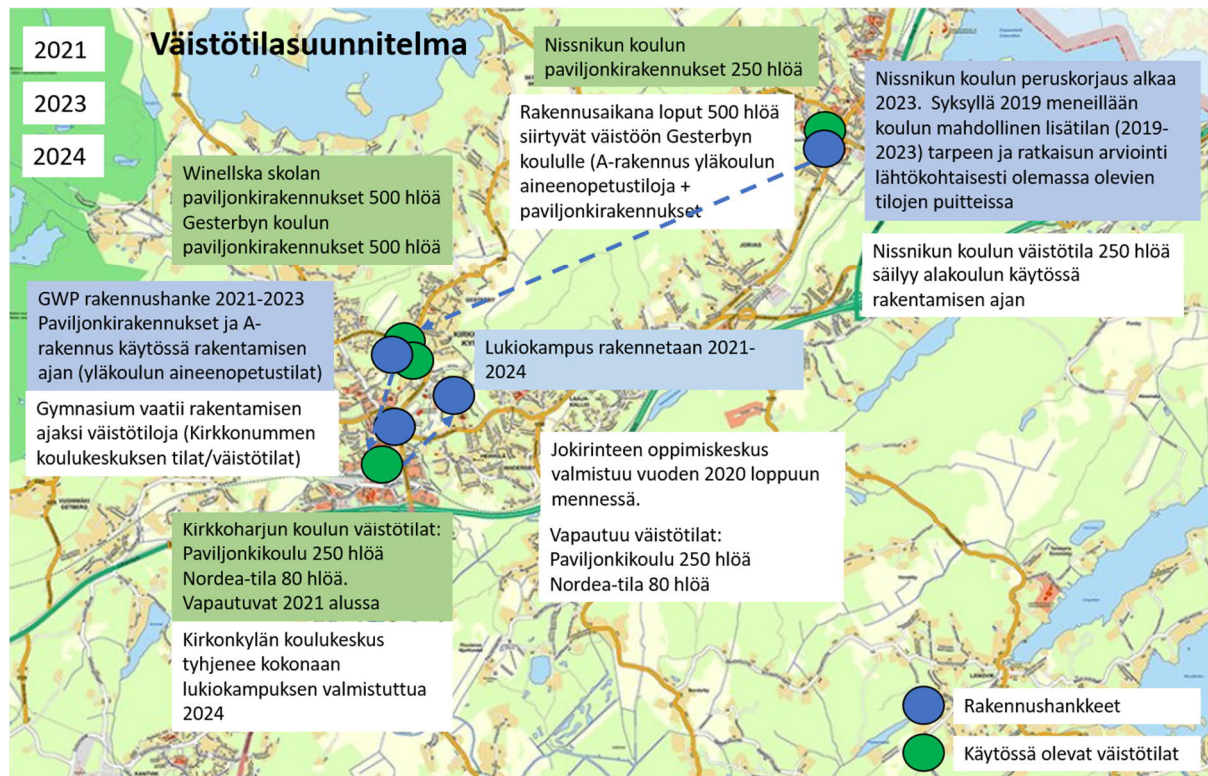 Väistötilasuunnitelma
2021
2023
2024
Nissnikun koulun
paviljonkirakennukset 250 hlöä
Rakennusaikana loput 500 hlöä
siirtyvät väistöön Gesterbyn
koululle (A-rakennus yläkoulun
aineenopetustiloja +
paviljonkirakennukset
Nissnikun koulun peruskorjaus alkaa
2023. Syksyllä 2019 meneillään
koulun mahdollinen lisätilan (2019-
2023) tarpeen ja ratkaisun arviointi
lähtökohtaisesti olemassa olevien
tilojen puitteissa
Nissnikun koulun väistötila 250 hlöä
säilyy alakoulun käytössä
rakentamisen ajan
Winellska skolan
paviljonkirakennukset 500 hlöä
Gesterbyn koulun
paviljonkirakennukset 500 hlöä
GWP rakennushanke 2021-2023
Paviljonkirakennukset ja A-
rakennus käytössä rakentamisen
ajan (yläkoulun aineenopetustilat)
Gymnasium vaatii rakentamisen
ajaksi väistötiloja (Kirkkonummen
koulukeskuksen tilat/väistötilat)
Lukiokampus rakennetaan 2021-
2024
Jokirinteen oppimiskeskus
valmistuu vuoden 2020 loppuun
mennessä.
Vapautuu väistötilat:
Paviljonkikoulu 250 hlöä
Nordea-tila 80 hlöä
Kirkkoharjun koulun väistötilat:
Paviljonkikoulu 250 hlöä
Nordea-tila 80 hlöä.
Vapautuvat 2021 alussa
Kirkonkylän koulukeskus
tyhjenee kokonaan
lukiokampuksen valmistuttua
2024
JORVAS
GESTERBY
Rakennushankkeet
Käytössä olevat väistötilat